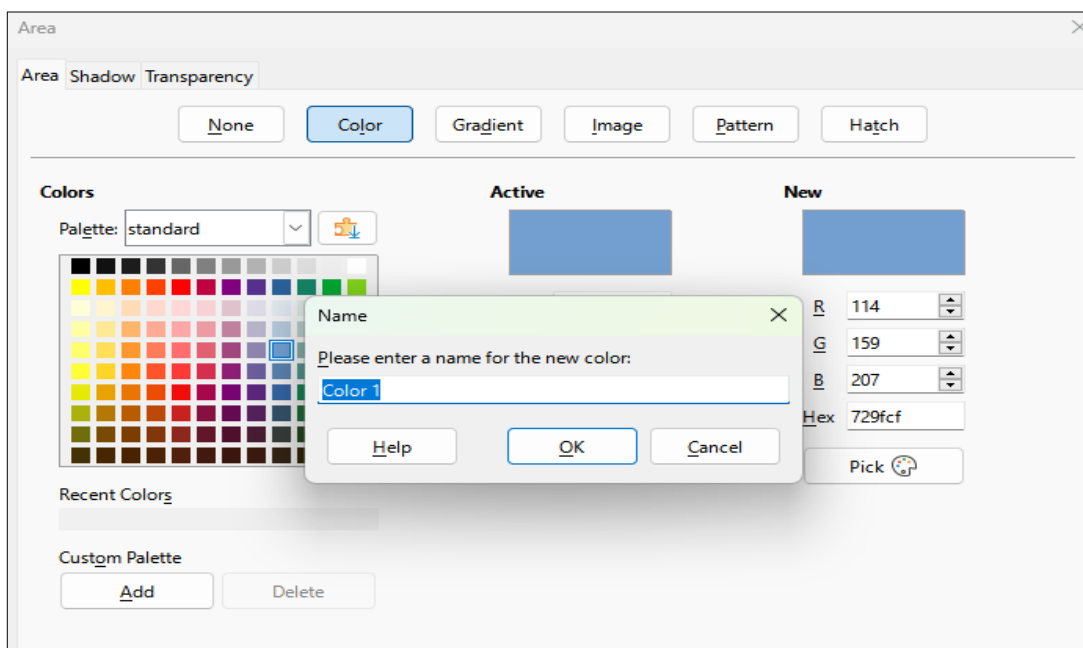 Area
Area Shadow Transparency
None Color Gradient Image Pattern Hatch
Colors
Palette: standard
Active
New
R 114
G 159
B 207
Hex 729fcf
Pick
Name
Please enter a name for the new color:
Color 1
Help OK Cancel
Recent Colors
Custom Palette
Add Delete